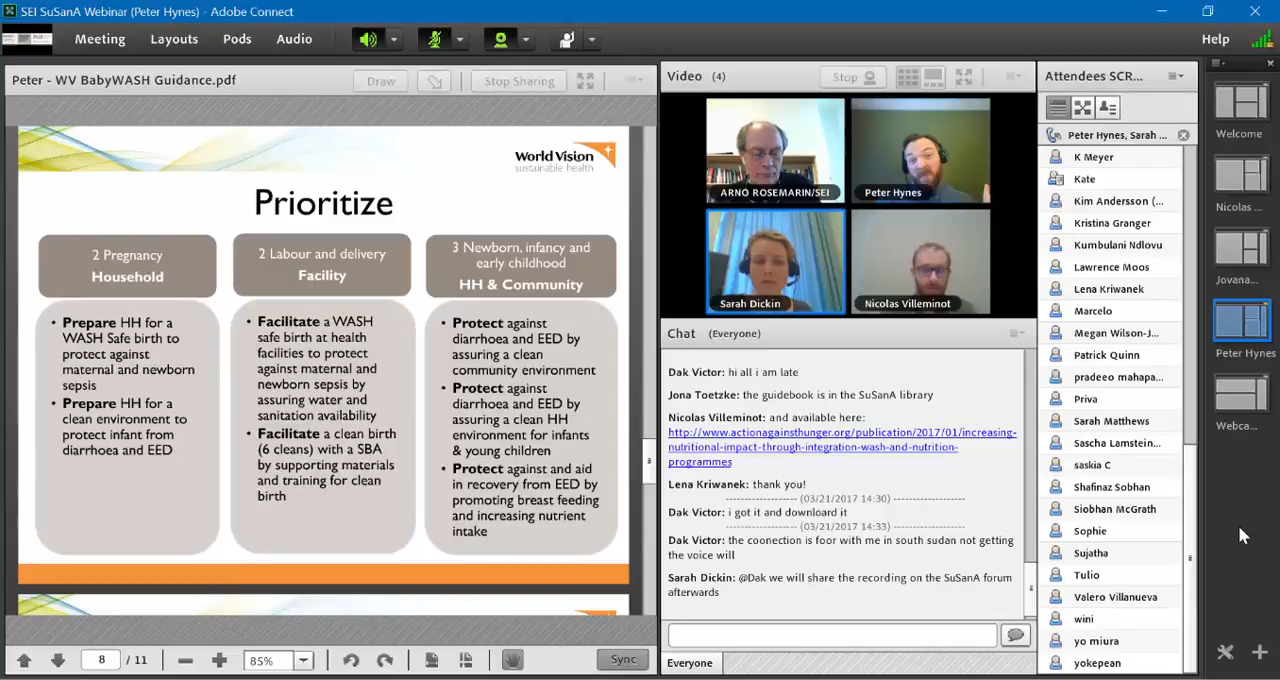 SEI SuSanA Webinar (Peter Hynes) - Adobe Connect
Meeting
Layouts
Pods
Audio
Help
Peter - WV BabyWASH Guidance.pdf
Draw
Stop Sharing
World Vision
sustainable health
Prioritize
2 Pregnancy
Household
• Prepare HH for a
WASH Safe birth to
protect against
maternal and newborn
sepsis
• Prepare HH for a
clean environment to
protect infant from
diarrhoea and EED
2 Labour and delivery
Facility
• Facilitate a WASH
safe birth at health
facilities to protect
against maternal and
newborn sepsis by
assuring water and
sanitation availability
• Facilitate a clean birth
(6 cleans) with a SBA
by supporting materials
and training for clean
birth
3 Newborn, infancy and
early childhood
HH & Community
• Protect against
diarrhoea and EED by
assuring a clean
community environment
• Protect against
diarrhoea and EED by
assuring a clean HH
environment for infants
& young children
• Protect against and aid
in recovery from EED by
promoting breast feeding
and increasing nutrient
intake
8
/ 11
85%
Sync
Video (4)
Stop
ARNO ROSEMARIN/SEI
Peter Hynes
Sarah Dickin
Nicolas Villeminot
Chat (Everyone)
Dak Victor: hi all i am late
Jona Toetzke: the guidebook is in the SuSanA library
Nicolas Villeminot: and available here:
http://www.actionagainsthunger.org/publication/2017/01/increasing-
nutritional-impact-through-integration-wash-and-nutrition-
programmes
Lena Kriwanek: thank you!
------------------ (03/21/2017 14:30) ------------------
Dak Victor: i got it and downloard it
------------------ (03/21/2017 14:33) ------------------
Dak Victor: the coonection is foor with me in south sudan not getting
the voice will
Sarah Dickin: @Dak we will share the recording on the SuSanA forum
afterwards
Everyone
Attendees SCR...
Peter Hynes, Sarah ...
K Meyer
Kate
Kim Andersson (...
Kristina Granger
Kumbulani Ndlovu
Lawrence Moos
Lena Kriwanek
Marcelo
Megan Wilson-J...
Patrick Quinn
pradeeo mahapa...
Priva
Sarah Matthews
Sascha Lamstein...
saskia C
Shafinaz Sobhan
Siobhan McGrath
Sophie
Sujatha
Tulio
Valero Villanueva
wini
yo miura
yokepean
Welcome
Nicolas ...
Jovana...
Peter Hynes
Webca...